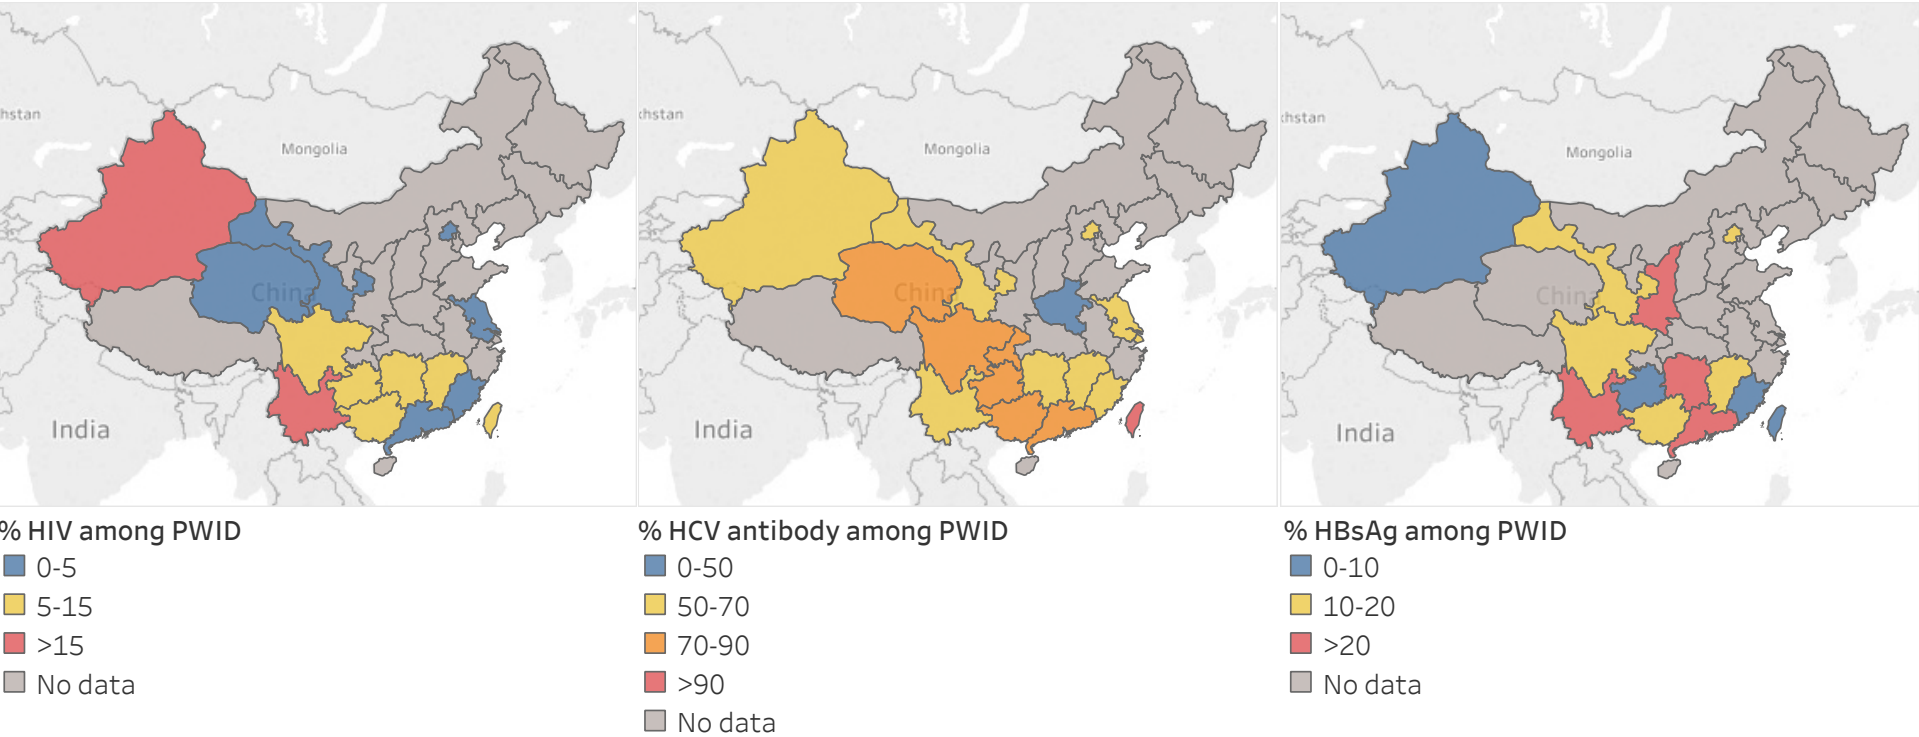 hstan
Mongolia
China
India
% HIV among PWID
0-5
5-15
>15
No data
khstan
Mongolia
China
India
% HCV antibody among PWID
0-50
50-70
70-90
>90
No data
khstan
Mongolia
China
India
% HBsAg among PWID
0-10
10-20
>20
No data